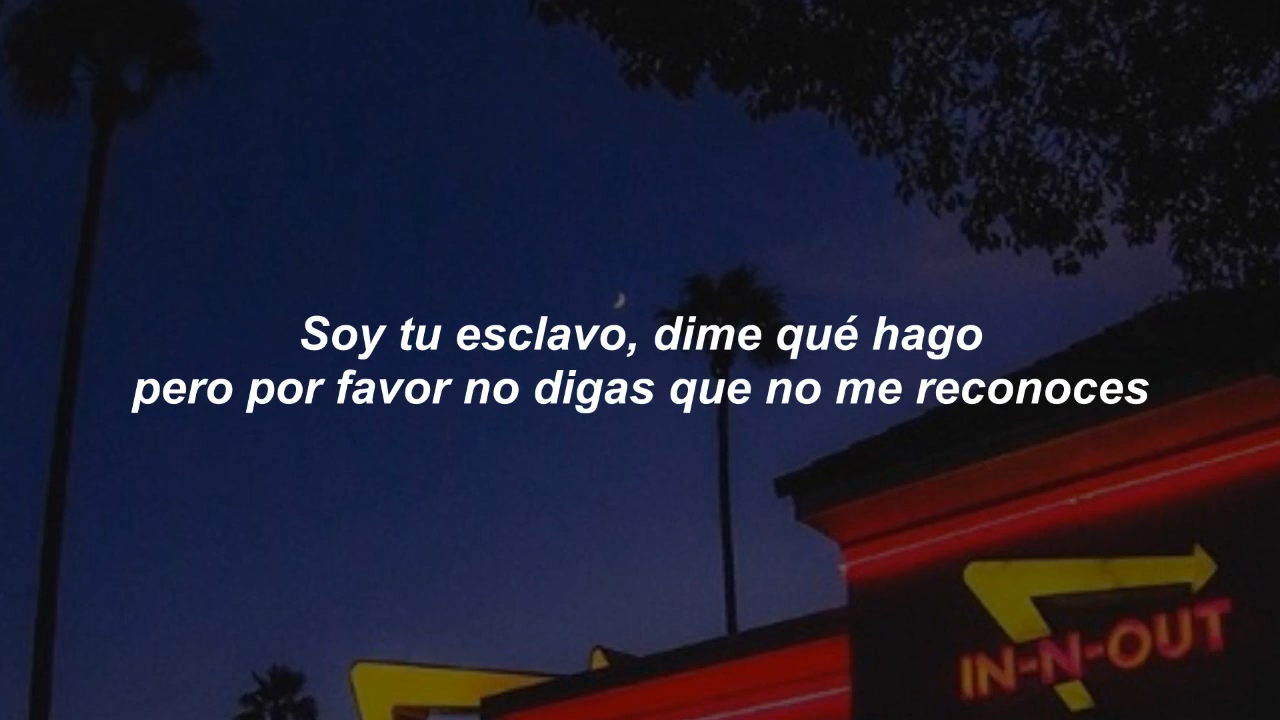 Soy tu esclavo, dime qué hago
pero por favor no digas que no me reconoces
IN-N-OUT